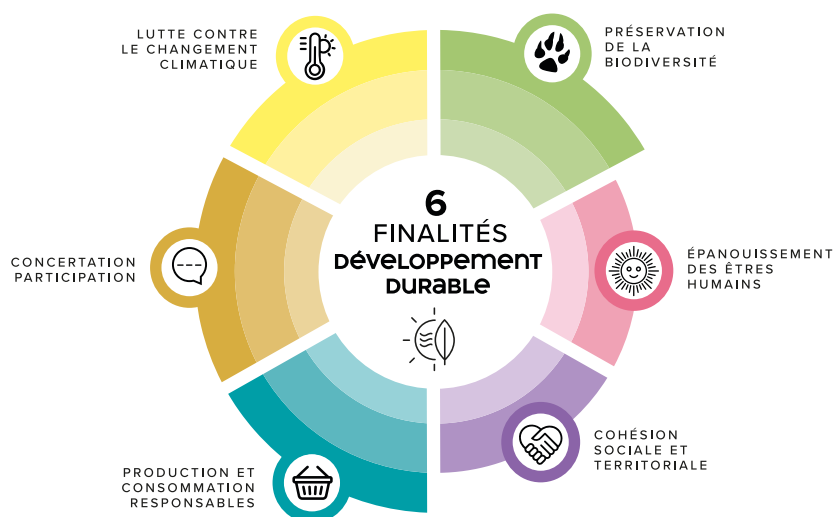 LUTTE CONTRE
LE CHANGEMENT
CLIMATIQUE
PRÉSERVATION
DE LA
BIODIVERSITÉ
6
FINALITÉS
Développement
Durable
CONCERTATION
PARTICIPATION
ÉPANOUISSEMENT
DES ÊTRES
HUMAINS
PRODUCTION ET
CONSOMMATION
RESPONSABLES
COHÉSION
SOCIALE ET
TERRITORIALE